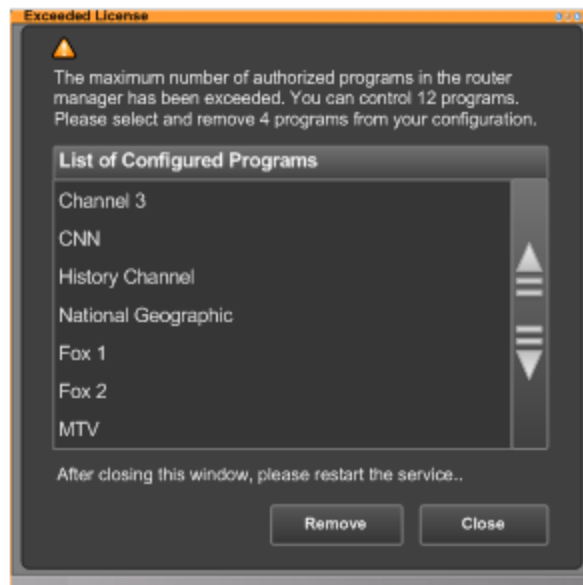 Exceeded License
The maximum number of authorized programs in the router
manager has been exceeded. You can control 12 programs.
Please select and remove 4 programs from your configuration.
List of Configured Programs
Channel 3
CNN
History Channel
National Geographic
Fox 1
Fox 2
MTV
After closing this window, please restart the service..
Remove
Close